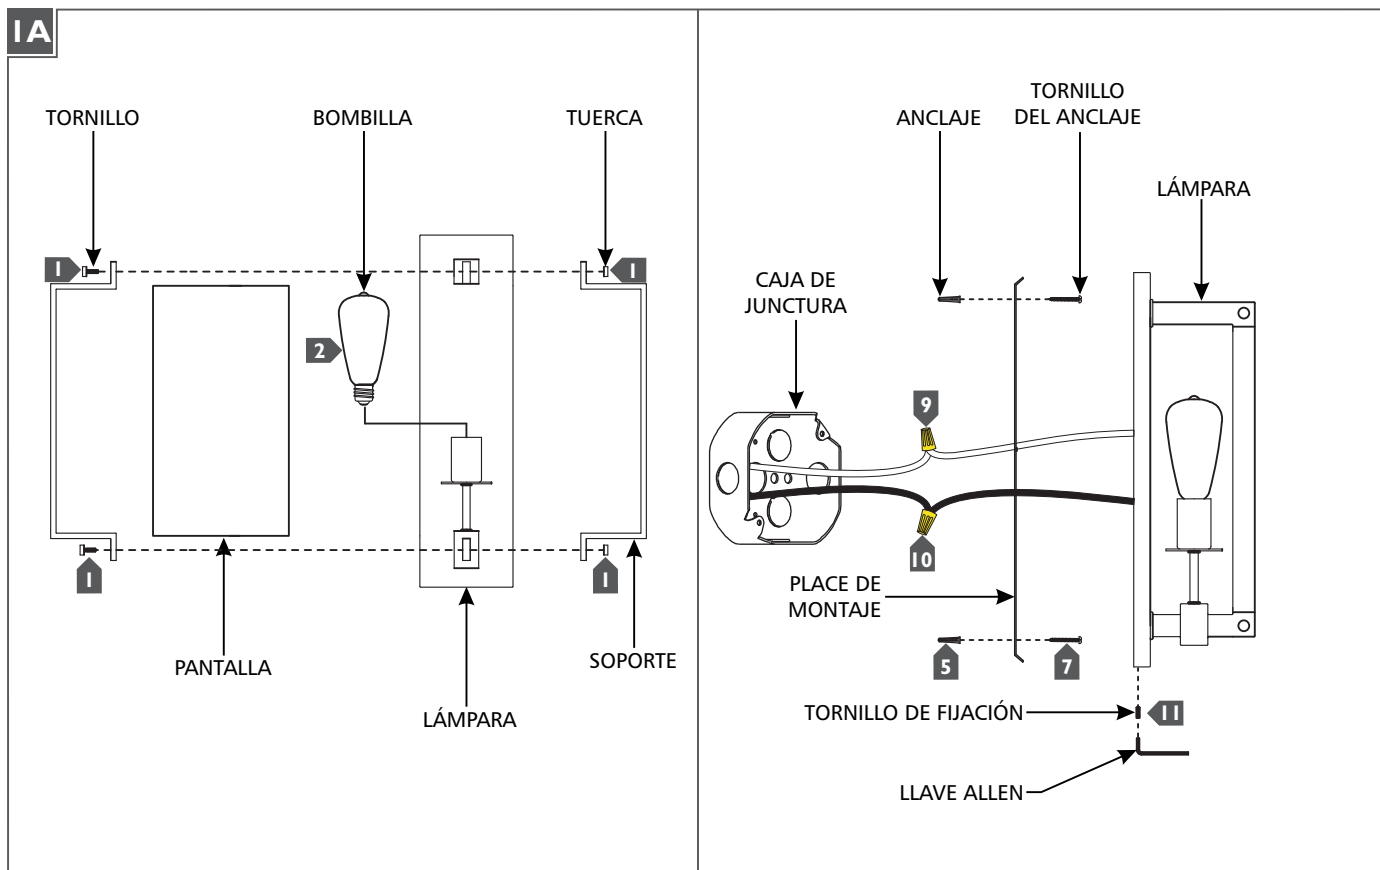 1A
TORNILLO
BOMBILLA
TUERCA
1
1
2
1
1
PANTALLA
SOPORTE
LÁMPARA
ANCLAJE
TORNILLO
DEL ANCLAJE
LÁMPARA
CAJA DE
JUNCTURA
9
10
PLACE DE
MONTAJE
5
7
TORNILLO DE FIJACIÓN
11
LLAVE ALLEN